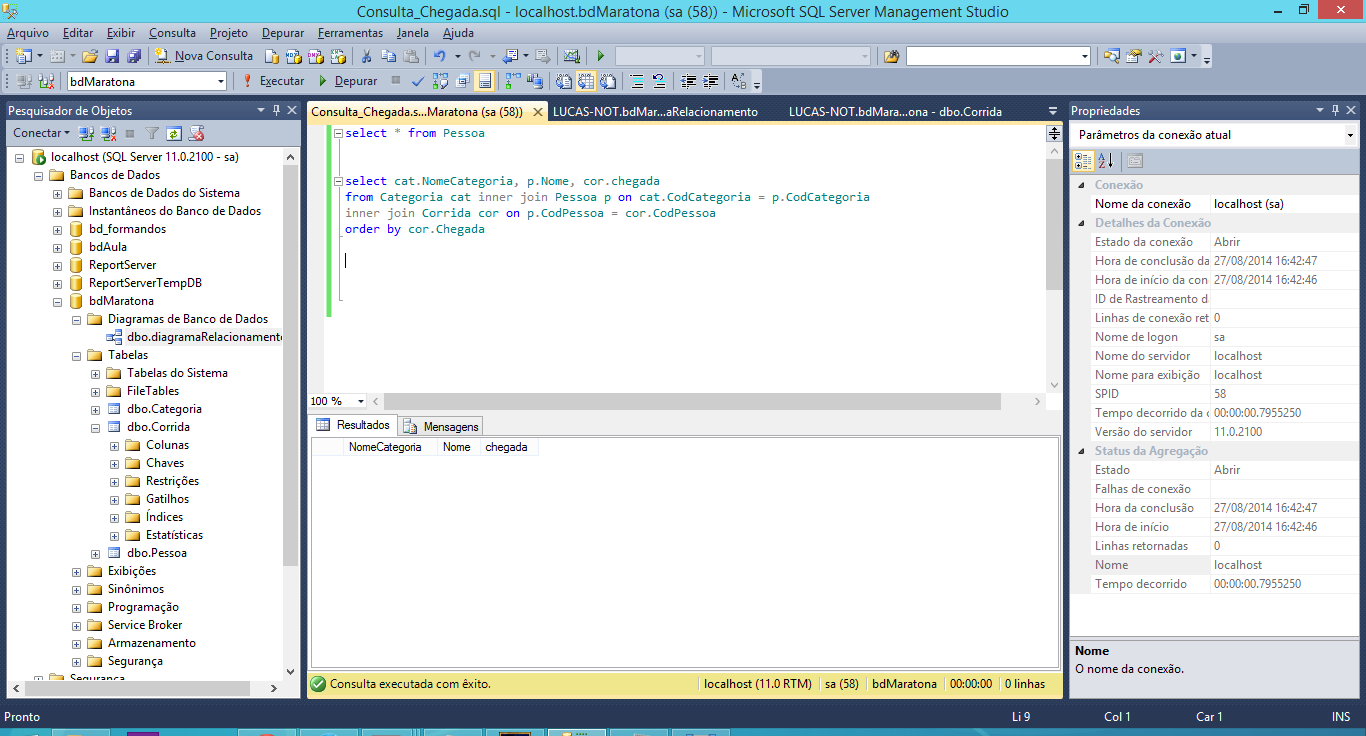 Consulta_Chegada.sql - localhost.bdMaratona (sa (58)) - Microsoft SQL Server Management Studio
Arquivo Editar Exibir Consulta Projeto Depurar Ferramentas Janela Ajuda
Nova Consulta
bdMaratona Executar Depurar
Pesquisador de Objetos
Conectar
localhost (SQL Server 11.0.2100 - sa)
Bancos de Dados
Bancos de Dados do Sistema
Instantâneos do Banco de Dados
bd_formandos
bdAula
ReportServer
ReportServerTempDB
bdMaratona
Diagramas de Banco de Dados
dbo.diagramaRelacionamento
Tabelas
Tabelas do Sistema
FileTables
dbo.Categoria
dbo.Corrida
Colunas
Chaves
Restrições
Gatilhos
Índices
Estatísticas
dbo.Pessoa
Exibições
Sinônimos
Programação
Service Broker
Armazenamento
Segurança
Segurança
Consulta_Chegada.s...Maratona (sa (58)) LUCAS-NOT.bdMar...aRelacionamento LUCAS-NOT.bdMara...ona - dbo.Corrida
select * from Pessoa
select cat.NomeCategoria, p.Nome, cor.chegada
from Categoria cat inner join Pessoa p on cat.CodCategoria = p.CodCategoria
inner join Corrida cor on p.CodPessoa = cor.CodPessoa
order by cor.Chegada
100 %
Resultados Mensagens
NomeCategoria Nome chegada
Consulta executada com êxito. localhost (11.0 RTM) sa (58) bdMaratona 00:00:00 0 linhas
Propriedades
Parâmetros da conexão atual
Conexão
Nome da conexão localhost (sa)
Detalhes da Conexão
Estado da conexão Abrir
Hora de conclusão da 27/08/2014 16:42:47
Hora de início da con 27/08/2014 16:42:46
ID de Rastreamento d
Linhas de conexão ret 0
Nome de logon sa
Nome do servidor localhost
Nome para exibição localhost
SPID 58
Tempo decorrido da c 00:00:00.7955250
Versão do servidor 11.0.2100
Status da Agregação
Estado Abrir
Falhas de conexão
Hora da conclusão 27/08/2014 16:42:47
Hora de início 27/08/2014 16:42:46
Linhas retornadas 0
Nome localhost
Tempo decorrido 00:00:00.7955250
Nome
O nome da conexão.
Pronto Li 9 Col 1 Car 1 INS